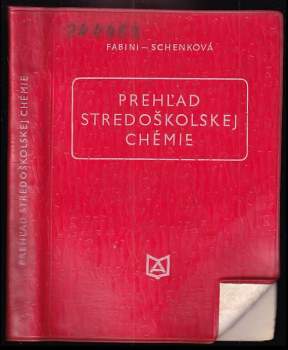 FABINI – SCHENKOVÁ
PREHĽAD
STREDOŠKOLSKEJ
CHÉMIE
PREHĽAD STREDOŠKOLSKEJ CHÉMIE